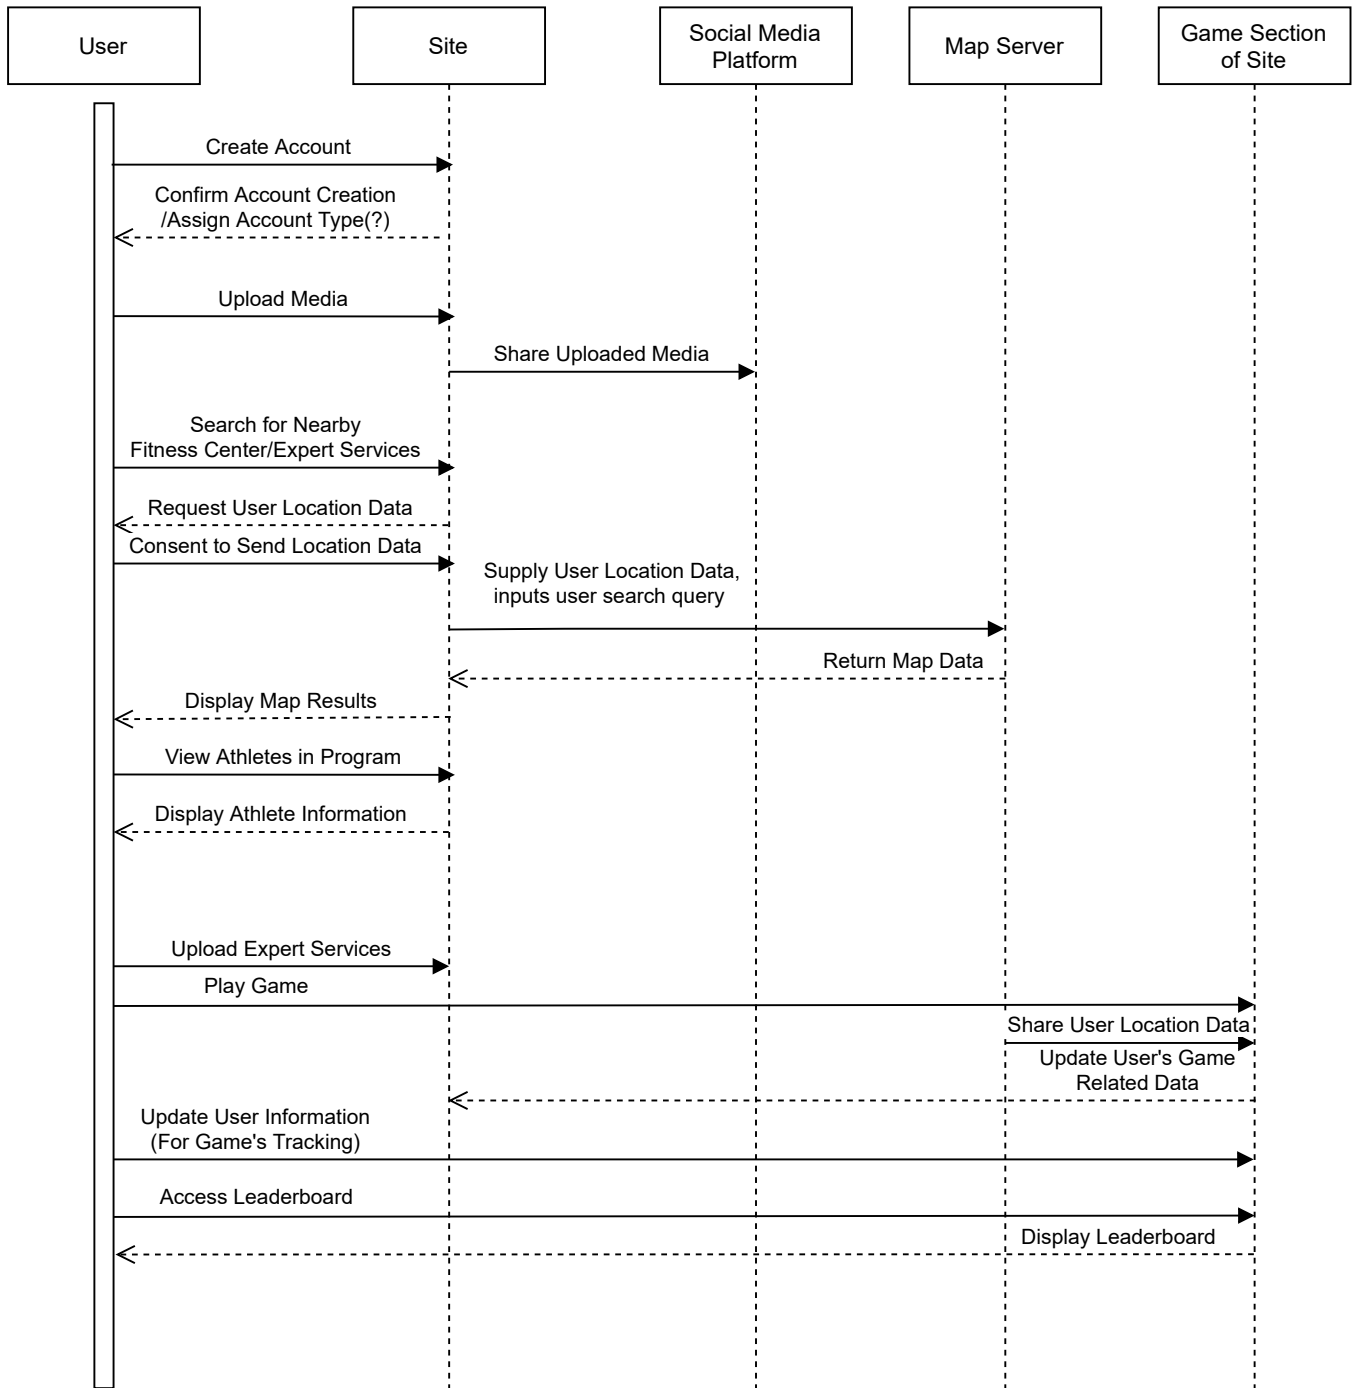 User
Site
Social Media
Platform
Map Server
Game Section
of Site
Create Account
Confirm Account Creation
/Assign Account Type(?)
Upload Media
Share Uploaded Media
Search for Nearby
Fitness Center/Expert Services
Request User Location Data
Consent to Send Location Data
Supply User Location Data,
inputs user search query
Return Map Data
Display Map Results
View Athletes in Program
Display Athlete Information
Upload Expert Services
Play Game
Share User Location Data
Update User's Game
Related Data
Update User Information
(For Game's Tracking)
Access Leaderboard
Display Leaderboard